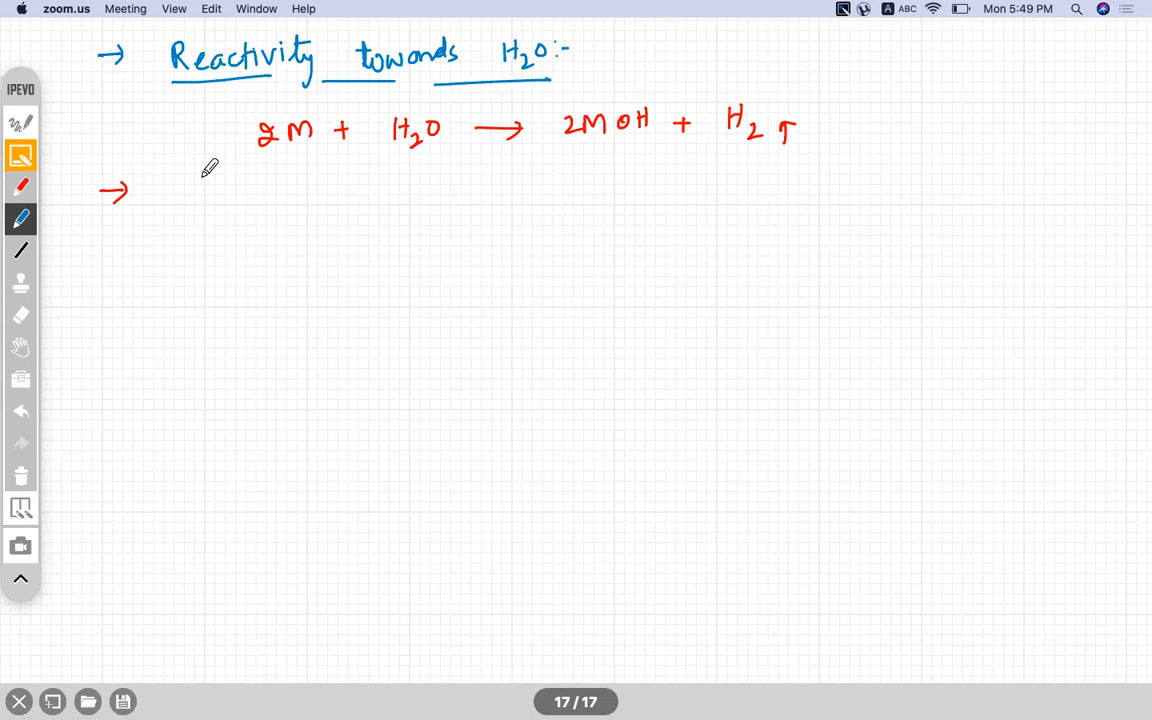 zoom.us Meeting View Edit Window Help A ABC Mon 5:49 PM
→ Reactivity towards H₂O:-
IPEVO
2M + H₂O → 2MOH + H₂ ↑
→
17/17